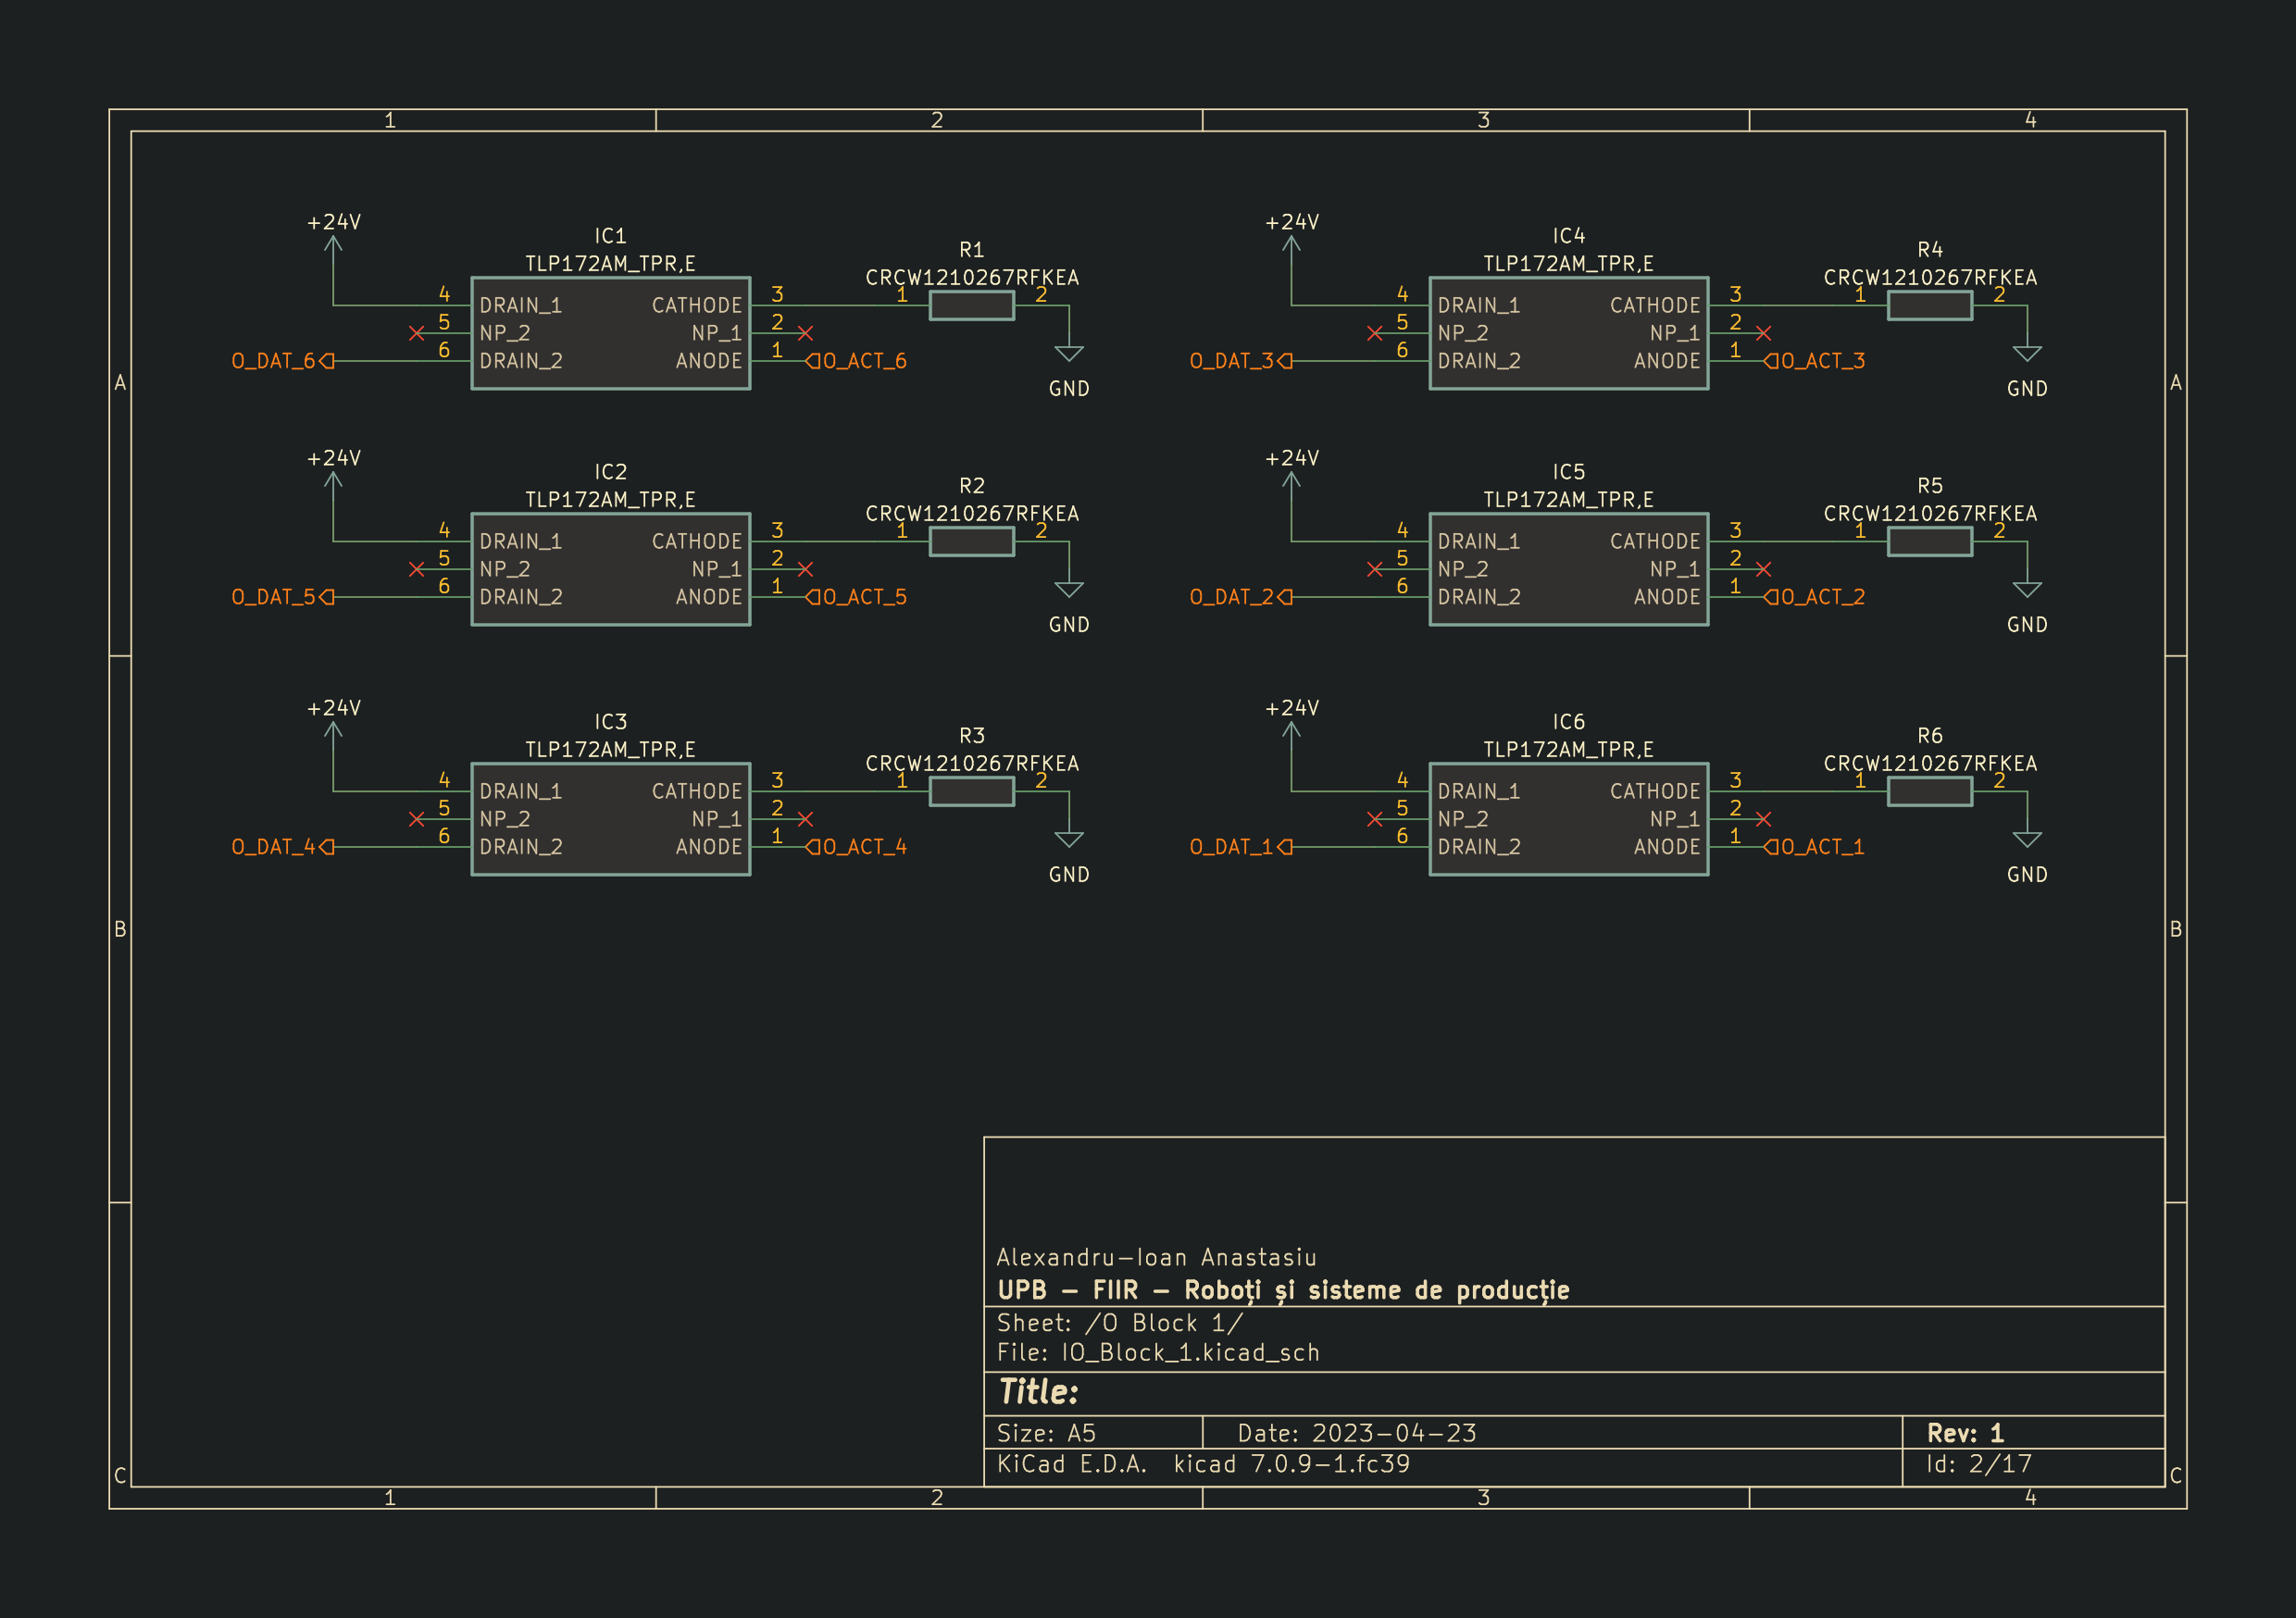 1 2 3 4
+24V +24V
IC1 IC4
TLP172AM_TPR,E R1 TLP172AM_TPR,E R4
CRCW1210267RFKEA CRCW1210267RFKEA
4 DRAIN_1 CATHODE 3 1 2 4 DRAIN_1 CATHODE 3 1 2
5 NP_2 NP_1 2 5 NP_2 NP_1 2
O_DAT_6 6 DRAIN_2 ANODE 1 O_ACT_6 O_DAT_3 6 DRAIN_2 ANODE 1 O_ACT_3
A GND GND A
+24V +24V
IC2 IC5
TLP172AM_TPR,E R2 TLP172AM_TPR,E R5
CRCW1210267RFKEA CRCW1210267RFKEA
4 DRAIN_1 CATHODE 3 1 2 4 DRAIN_1 CATHODE 3 1 2
5 NP_2 NP_1 2 5 NP_2 NP_1 2
O_DAT_5 6 DRAIN_2 ANODE 1 O_ACT_5 O_DAT_2 6 DRAIN_2 ANODE 1 O_ACT_2
GND GND
+24V +24V
IC3 IC6
TLP172AM_TPR,E R3 TLP172AM_TPR,E R6
CRCW1210267RFKEA CRCW1210267RFKEA
4 DRAIN_1 CATHODE 3 1 2 4 DRAIN_1 CATHODE 3 1 2
5 NP_2 NP_1 2 5 NP_2 NP_1 2
O_DAT_4 6 DRAIN_2 ANODE 1 O_ACT_4 O_DAT_1 6 DRAIN_2 ANODE 1 O_ACT_1
GND GND
B B
Alexandru-Ioan Anastasiu
UPB - FIIR - Roboți și sisteme de producție
Sheet: /O Block 1/
File: IO_Block_1.kicad_sch
Title:
Size: A5 Date: 2023-04-23 Rev: 1
KiCad E.D.A. kicad 7.0.9-1.fc39 Id: 2/17
C C
1 2 3 4